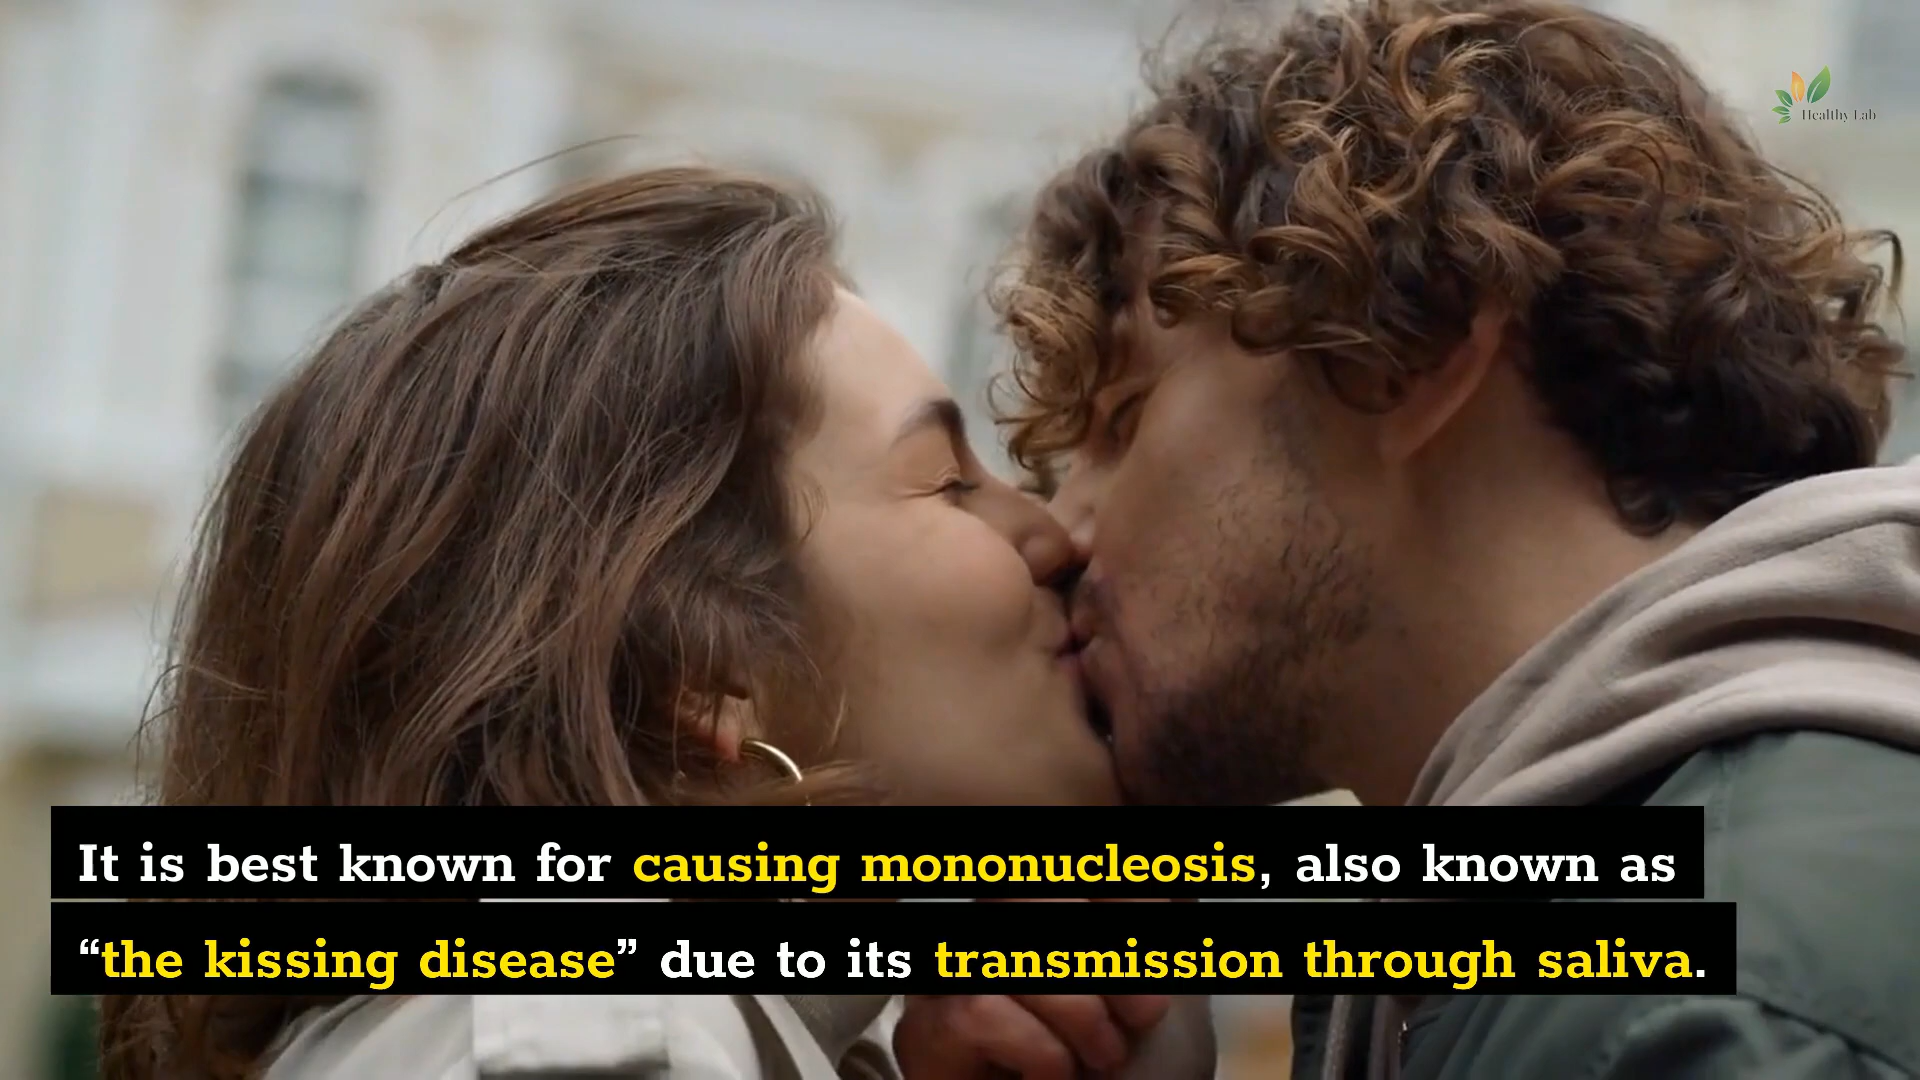 Healthy Lab
It is best known for causing mononucleosis, also known as
“the kissing disease” due to its transmission through saliva.